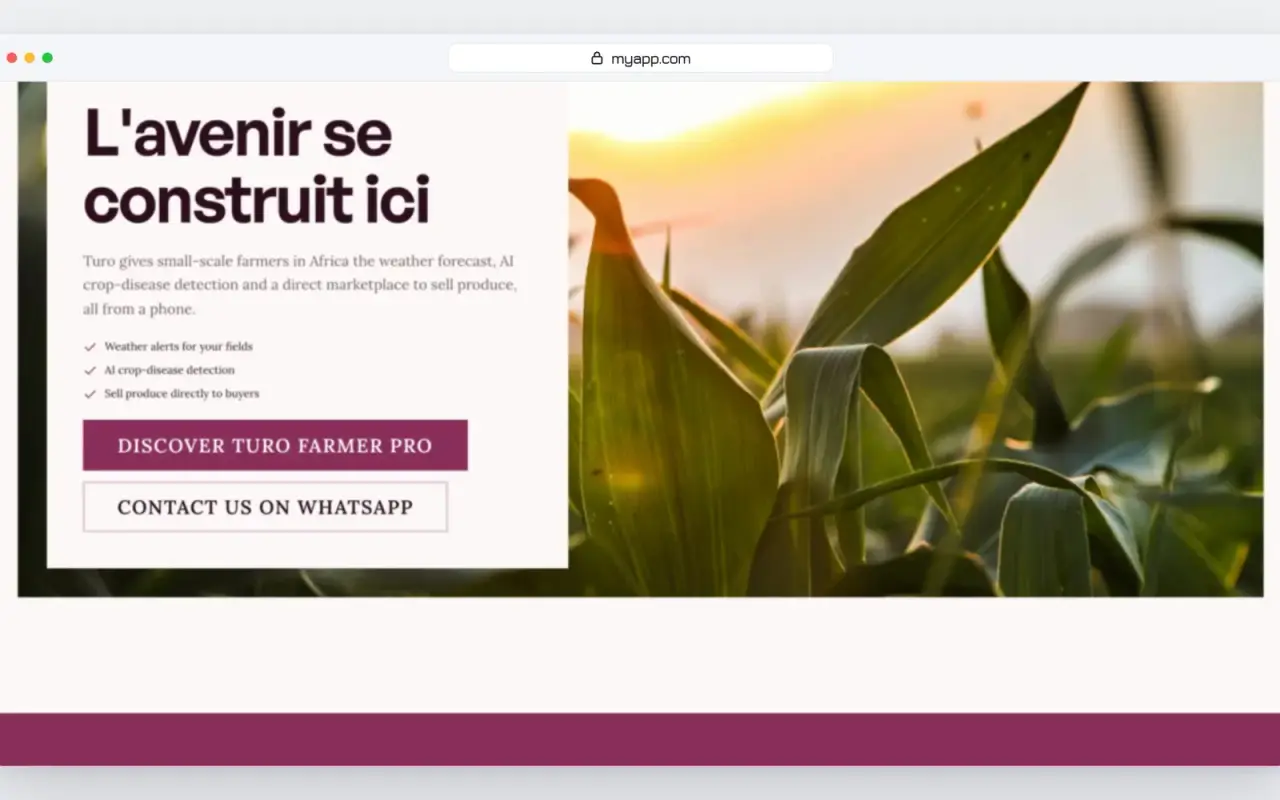 myapp.com
L'avenir se
construit ici
Turo gives small-scale farmers in Africa the weather forecast, AI
crop-disease detection and a direct marketplace to sell produce,
all from a phone.
Weather alerts for your fields
AI crop-disease detection
Sell produce directly to buyers
DISCOVER TURO FARMER PRO
CONTACT US ON WHATSAPP